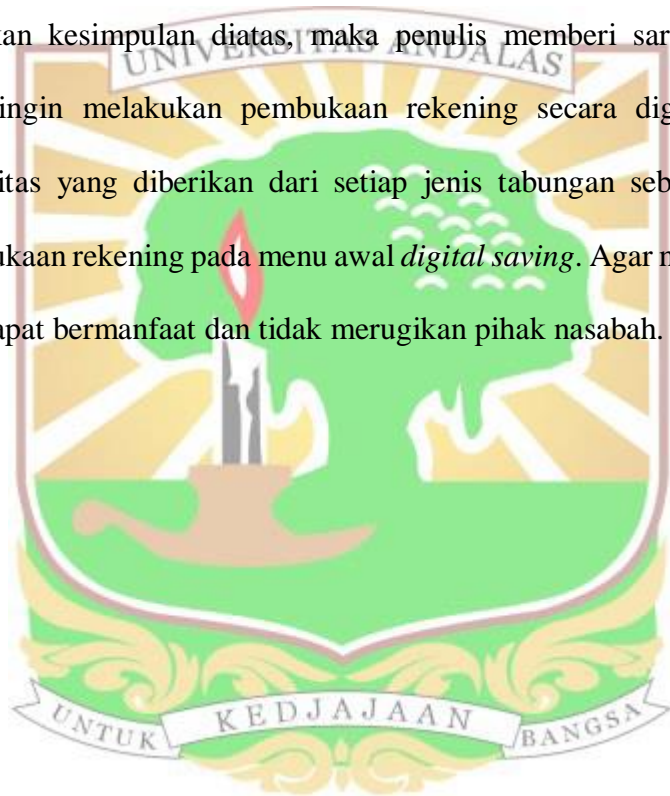 kan kesimpulan diatas, maka penulis memberi sar
UNIVERSITAS ANDALAS
ingin melakukan pembukaan rekening secara dig
itas yang diberikan dari setiap jenis tabungan seb
ukaan rekening pada menu awal digital saving. Agar
apat bermanfaat dan tidak merugikan pihak nasabah.
UNTUK KEDJAJAAN BANGSA